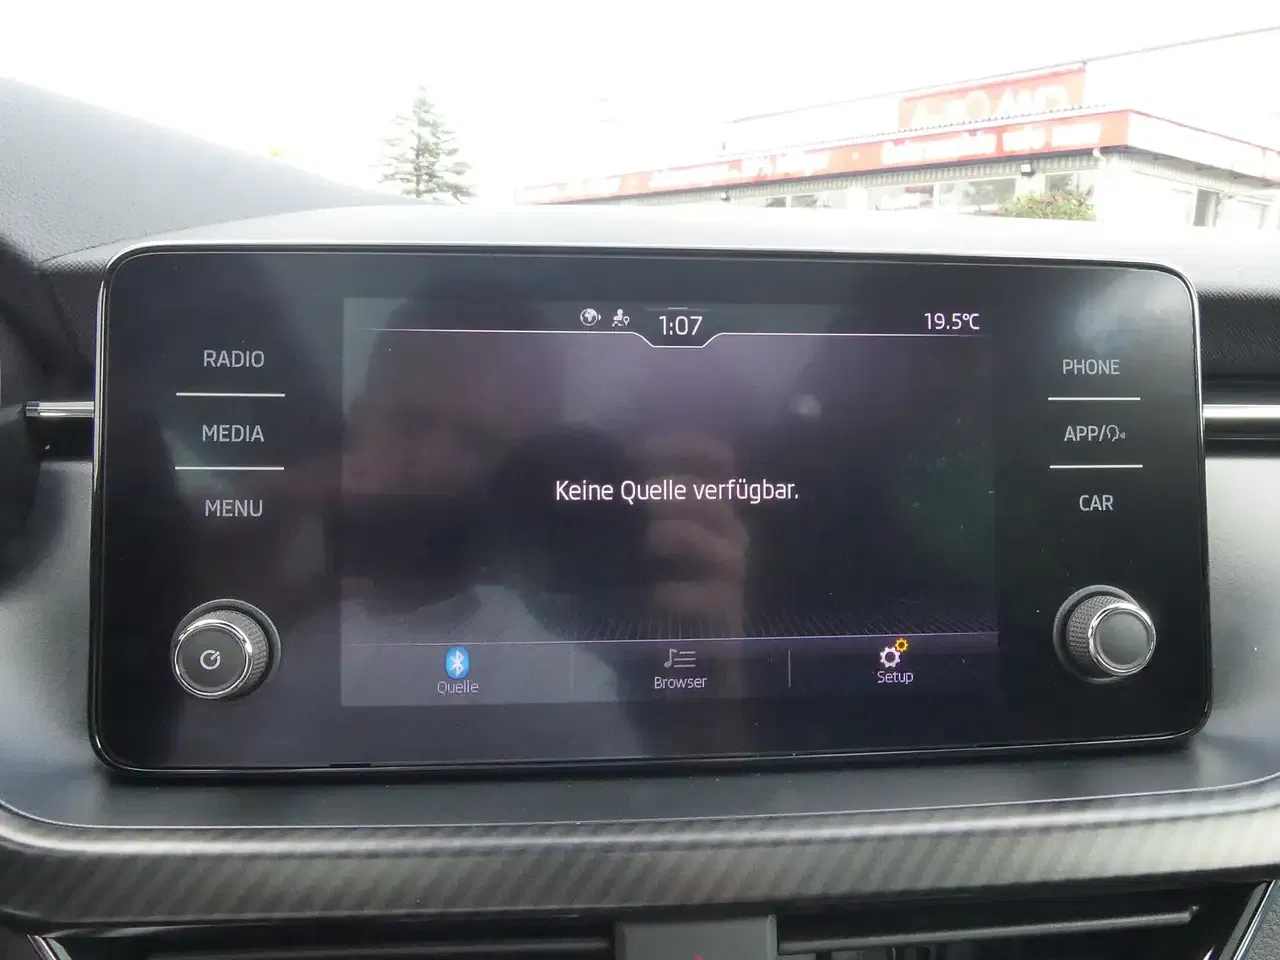 1:07
19.5°C
RADIO
MEDIA
MENU
PHONE
APP/
CAR
Keine Quelle verfügbar.
Quelle
Browser
Setup